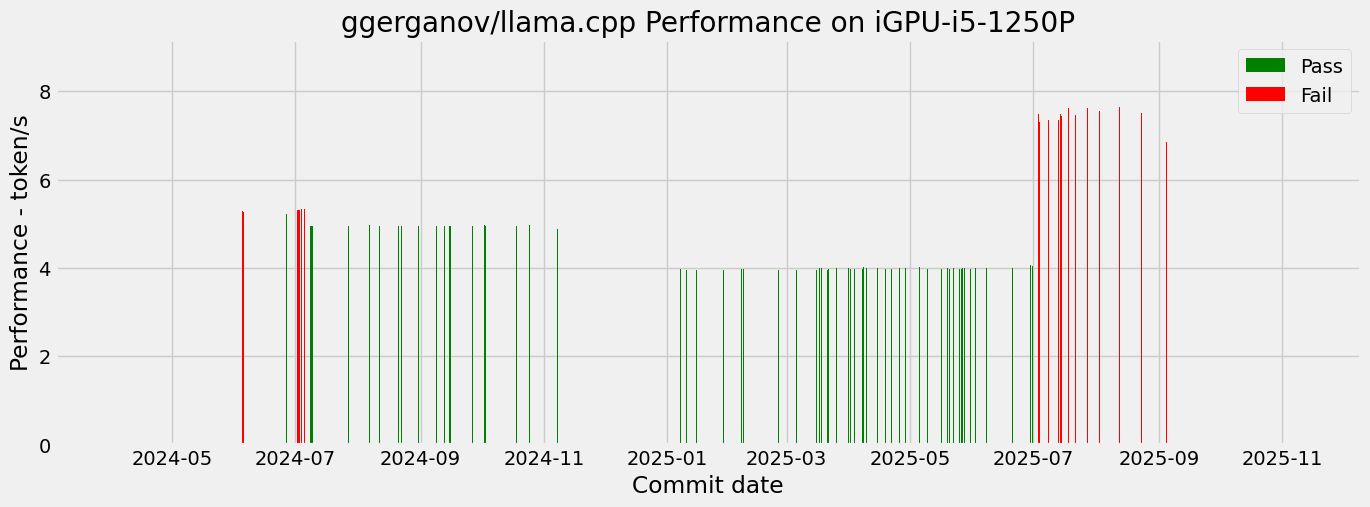 ggerganov/llama.cpp Performance on iGPU-i5-1250P
Pass
Fail
Performance - token/s
8
6
4
2
0
2024-05 2024-07 2024-09 2024-11 2025-01 2025-03 2025-05 2025-07 2025-09 2025-11
Commit date